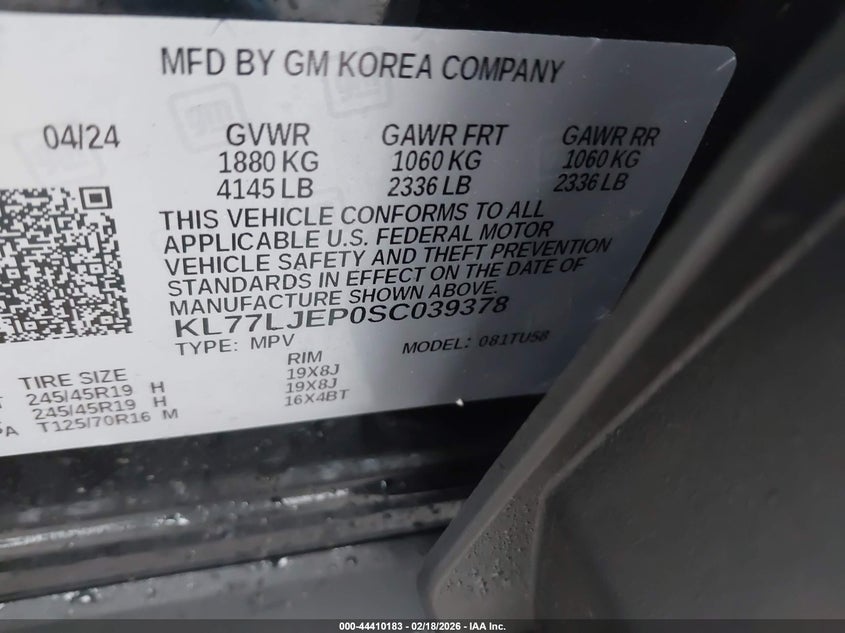 MFD BY GM KOREA COMPANY
04/24 GVWR GAWR FRT GAWR RR
1880 KG 1060 KG 1060 KG
4145 LB 2336 LB 2336 LB
THIS VEHICLE CONFORMS TO ALL
APPLICABLE U.S. FEDERAL MOTOR
VEHICLE SAFETY AND THEFT PREVENTION
STANDARDS IN EFFECT ON THE DATE OF
MANUFACTURE SHOWN ABOVE.
KL77LJEP0SC039378
TYPE: MPV MODEL: 081TU58
TIRE SIZE RIM
245/45R19 H 19X8J
245/45R19 H 19X8J
T125/70R16 M 16X4BT
000-44410183 - 02/18/2026 - IAA Inc.